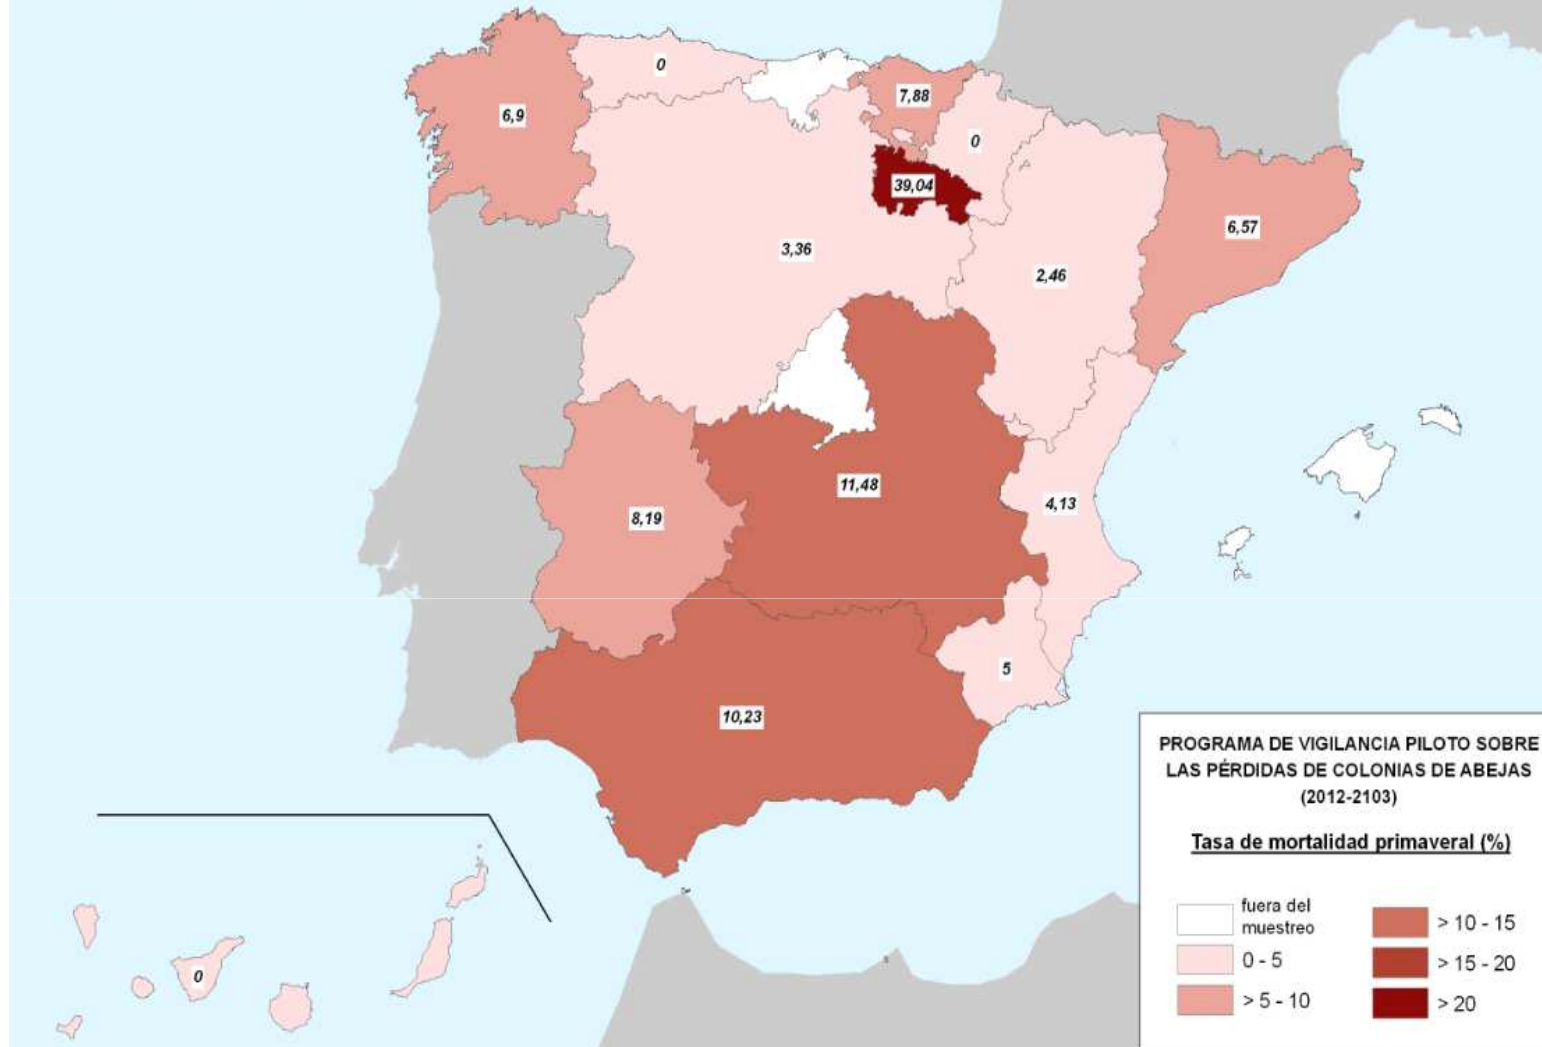 0
7,88
6,9
0
39,04
6,57
3,36
2,46
11,48
4,13
8,19
5
10,23
0
PROGRAMA DE VIGILANCIA PILOTO SOBRE
LAS PÉRDIDAS DE COLONIAS DE ABEJAS
(2012-2103)
Tasa de mortalidad primaveral (%)
fuera del
muestreo
0 - 5
> 5 - 10
> 10 - 15
> 15 - 20
> 20